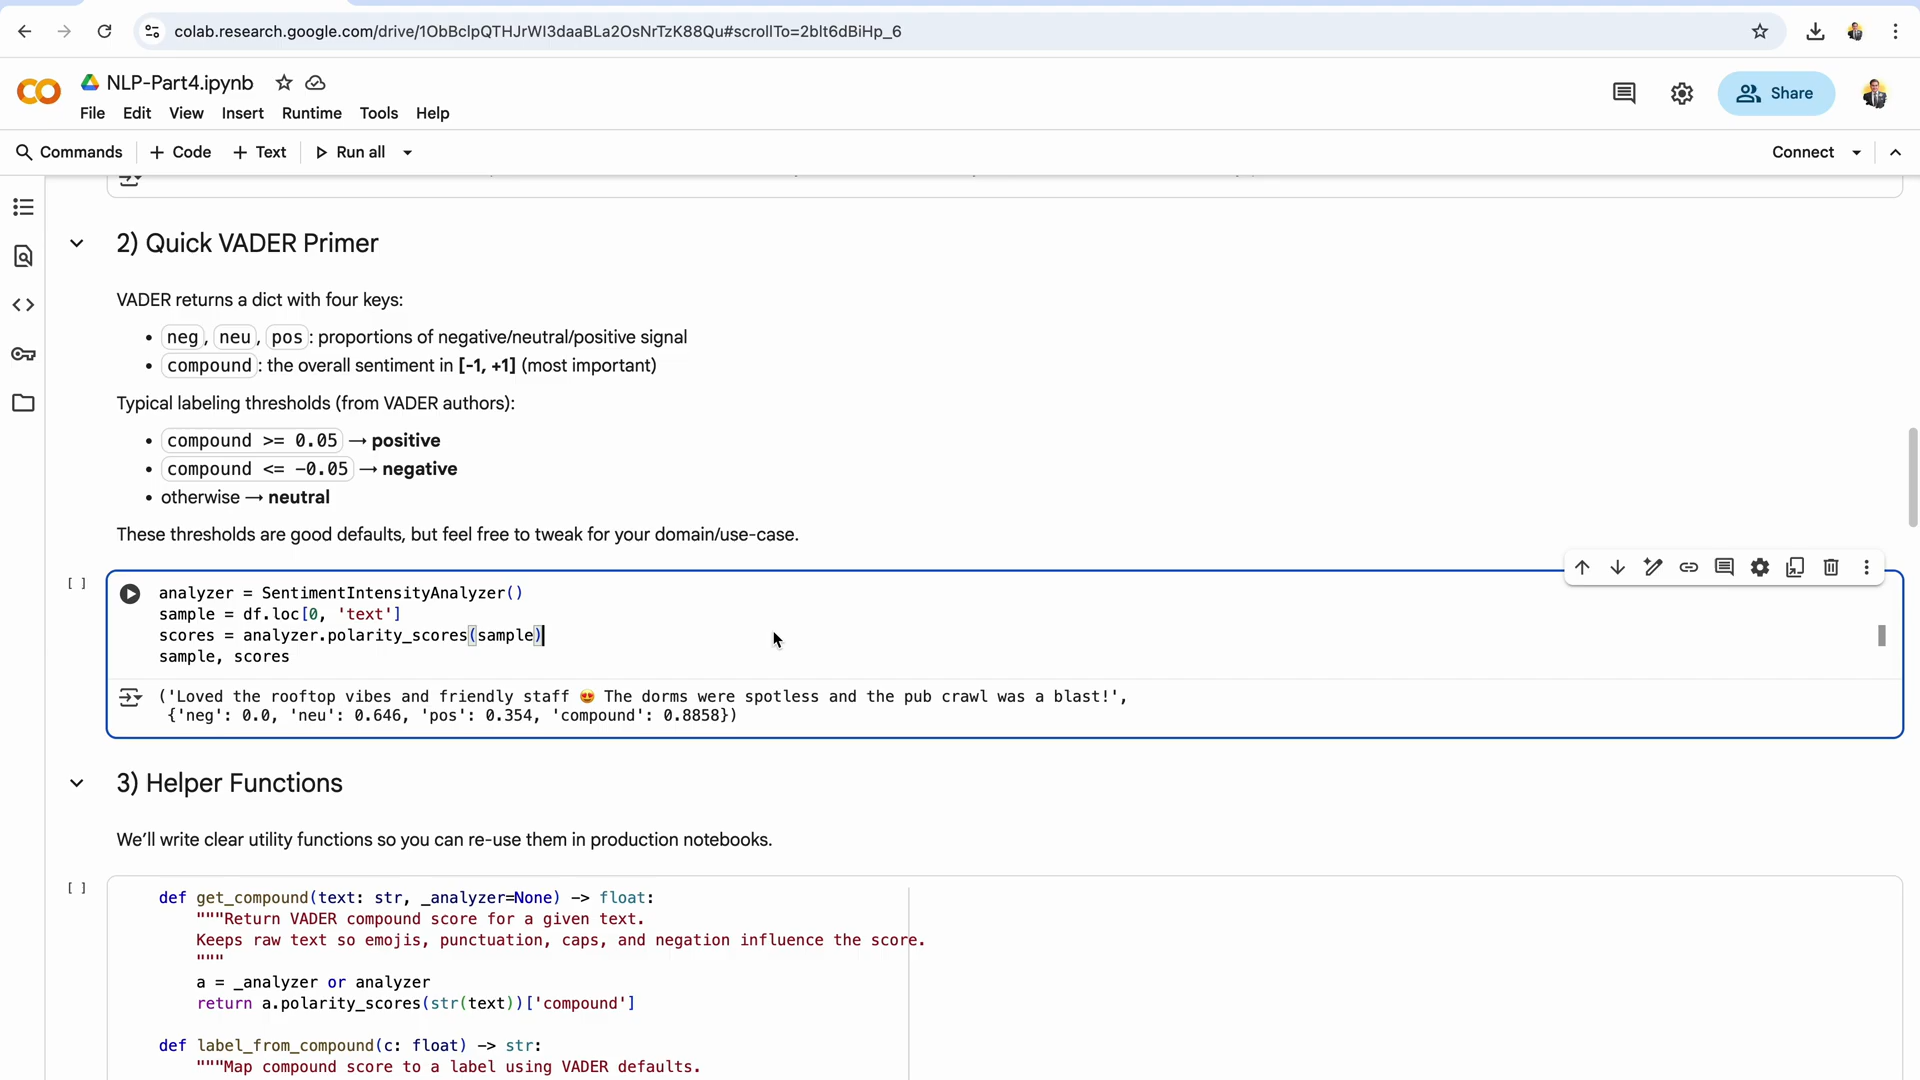 colab.research.google.com/drive/1ObBclpQTHJrWI3daaBLa2OsNrTzK88Qu#scrollTo=2blt6dBiHp_6
NLP-Part4.ipynb
File Edit View Insert Runtime Tools Help
Share
Commands + Code + Text Run all
Connect
2) Quick VADER Primer
VADER returns a dict with four keys:
• neg, neu, pos: proportions of negative/neutral/positive signal
• compound: the overall sentiment in [-1, +1] (most important)
Typical labeling thresholds (from VADER authors):
• compound >= 0.05 → positive
• compound <= -0.05 → negative
• otherwise → neutral
These thresholds are good defaults, but feel free to tweak for your domain/use-case.
[ ]
analyzer = SentimentIntensityAnalyzer()
sample = df.loc[0, 'text']
scores = analyzer.polarity_scores(sample)
sample, scores
('Loved the rooftop vibes and friendly staff 😍 The dorms were spotless and the pub crawl was a blast!',
{'neg': 0.0, 'neu': 0.646, 'pos': 0.354, 'compound': 0.8858})
3) Helper Functions
We’ll write clear utility functions so you can re-use them in production notebooks.
[ ]
def get_compound(text: str, _analyzer=None) -> float:
"""Return VADER compound score for a given text.
Keeps raw text so emojis, punctuation, caps, and negation influence the score.
"""
a = _analyzer or analyzer
return a.polarity_scores(str(text))['compound']
def label_from_compound(c: float) -> str:
"""Map compound score to a label using VADER defaults.